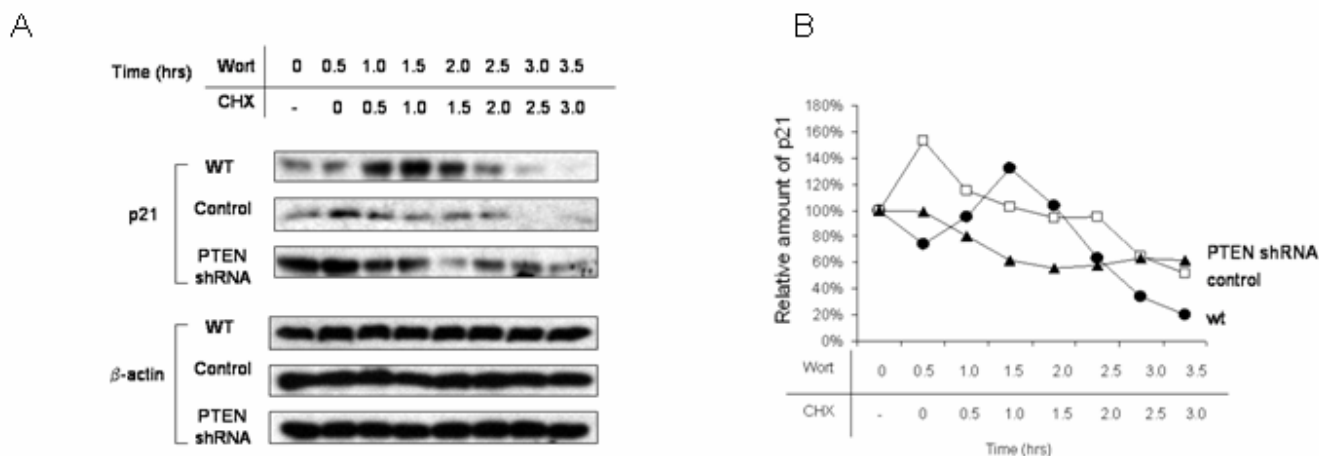 A
Time (hrs) Wort 0 0.5 1.0 1.5 2.0 2.5 3.0 3.5
CHX - 0 0.5 1.0 1.5 2.0 2.5 3.0
p21
WT
Control
PTEN
shRNA
β-actin
WT
Control
PTEN
shRNA
B
Relative amount of p21
180%
160%
140%
120%
100%
80%
60%
40%
20%
0%
PTEN shRNA
control
wt
Wort 0 0.5 1.0 1.5 2.0 2.5 3.0 3.5
CHX - 0 0.5 1.0 1.5 2.0 2.5 3.0
Time (hrs)